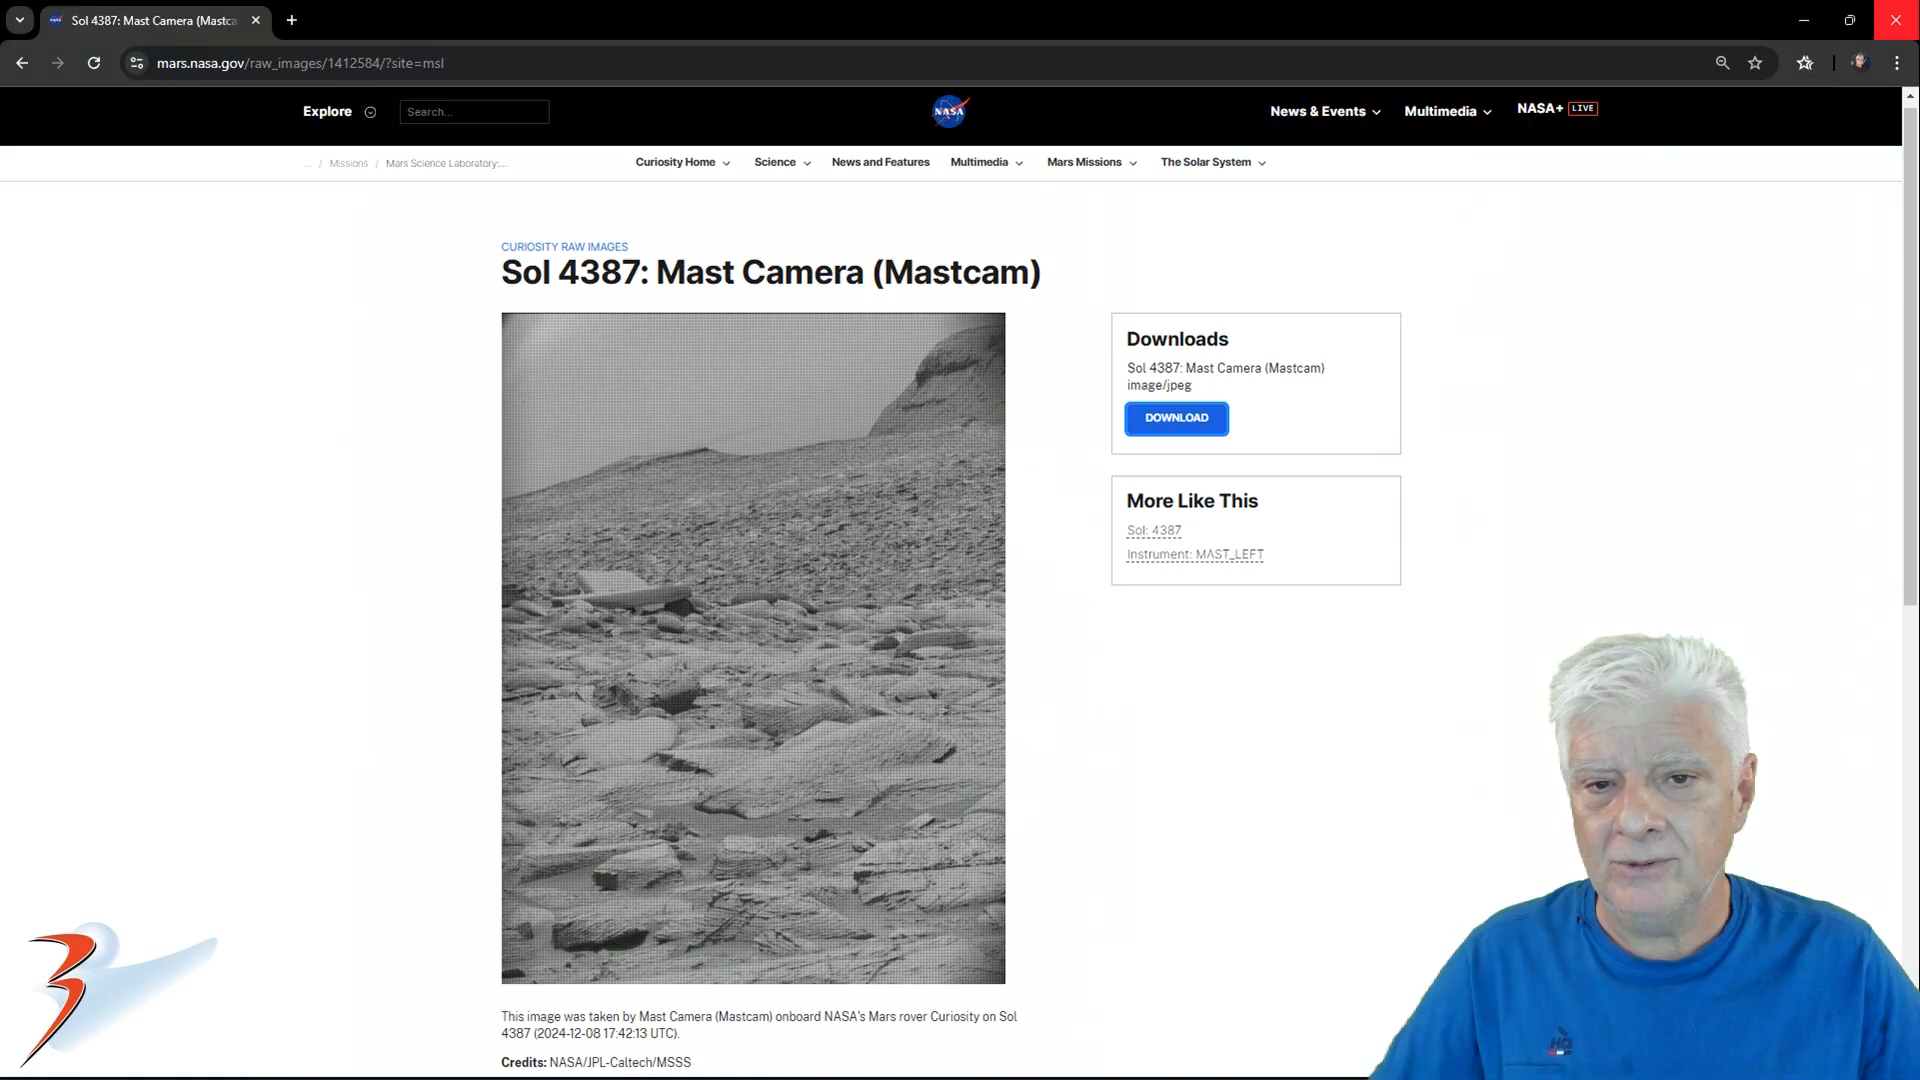 Sol 4387: Mast Camera (Mastca
mars.nasa.gov/raw_images/1412584/?site=msl
Explore
Search...
NASA
News & Events
Multimedia
NASA+ LIVE
... / Missions / Mars Science Laboratory:...
Curiosity Home
Science
News and Features
Multimedia
Mars Missions
The Solar System
CURIOSITY RAW IMAGES
Sol 4387: Mast Camera (Mastcam)
Downloads
Sol 4387: Mast Camera (Mastcam)
image/jpeg
DOWNLOAD
More Like This
Sol: 4387
Instrument: MAST_LEFT
This image was taken by Mast Camera (Mastcam) onboard NASA's Mars rover Curiosity on Sol
4387 (2024-12-08 17:42:13 UTC).
Credits: NASA/JPL-Caltech/MSSS